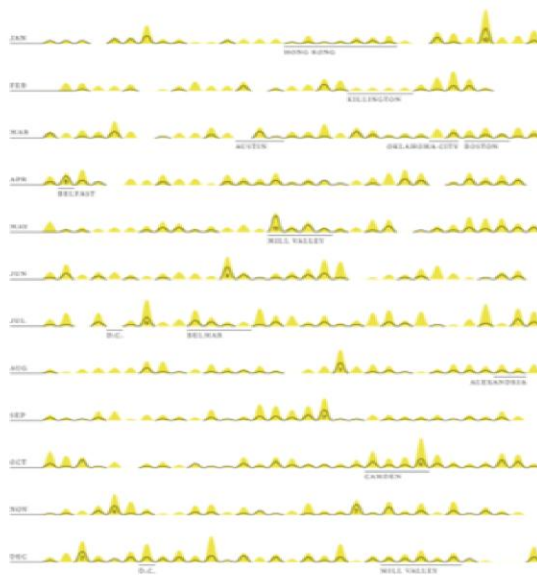 JAN
HONG KONG
FEB
KILLINGTON
MAR
AUSTIN OKLAHOMA CITY BOSTON
APR
BELFAST
MAY
MILL VALLEY
JUN
JUL
D.C. BELMAR
AUG
ALEXANDRIA
SEP
OCT
CAMDEN
NOV
DEC
D.C. MILL VALLEY